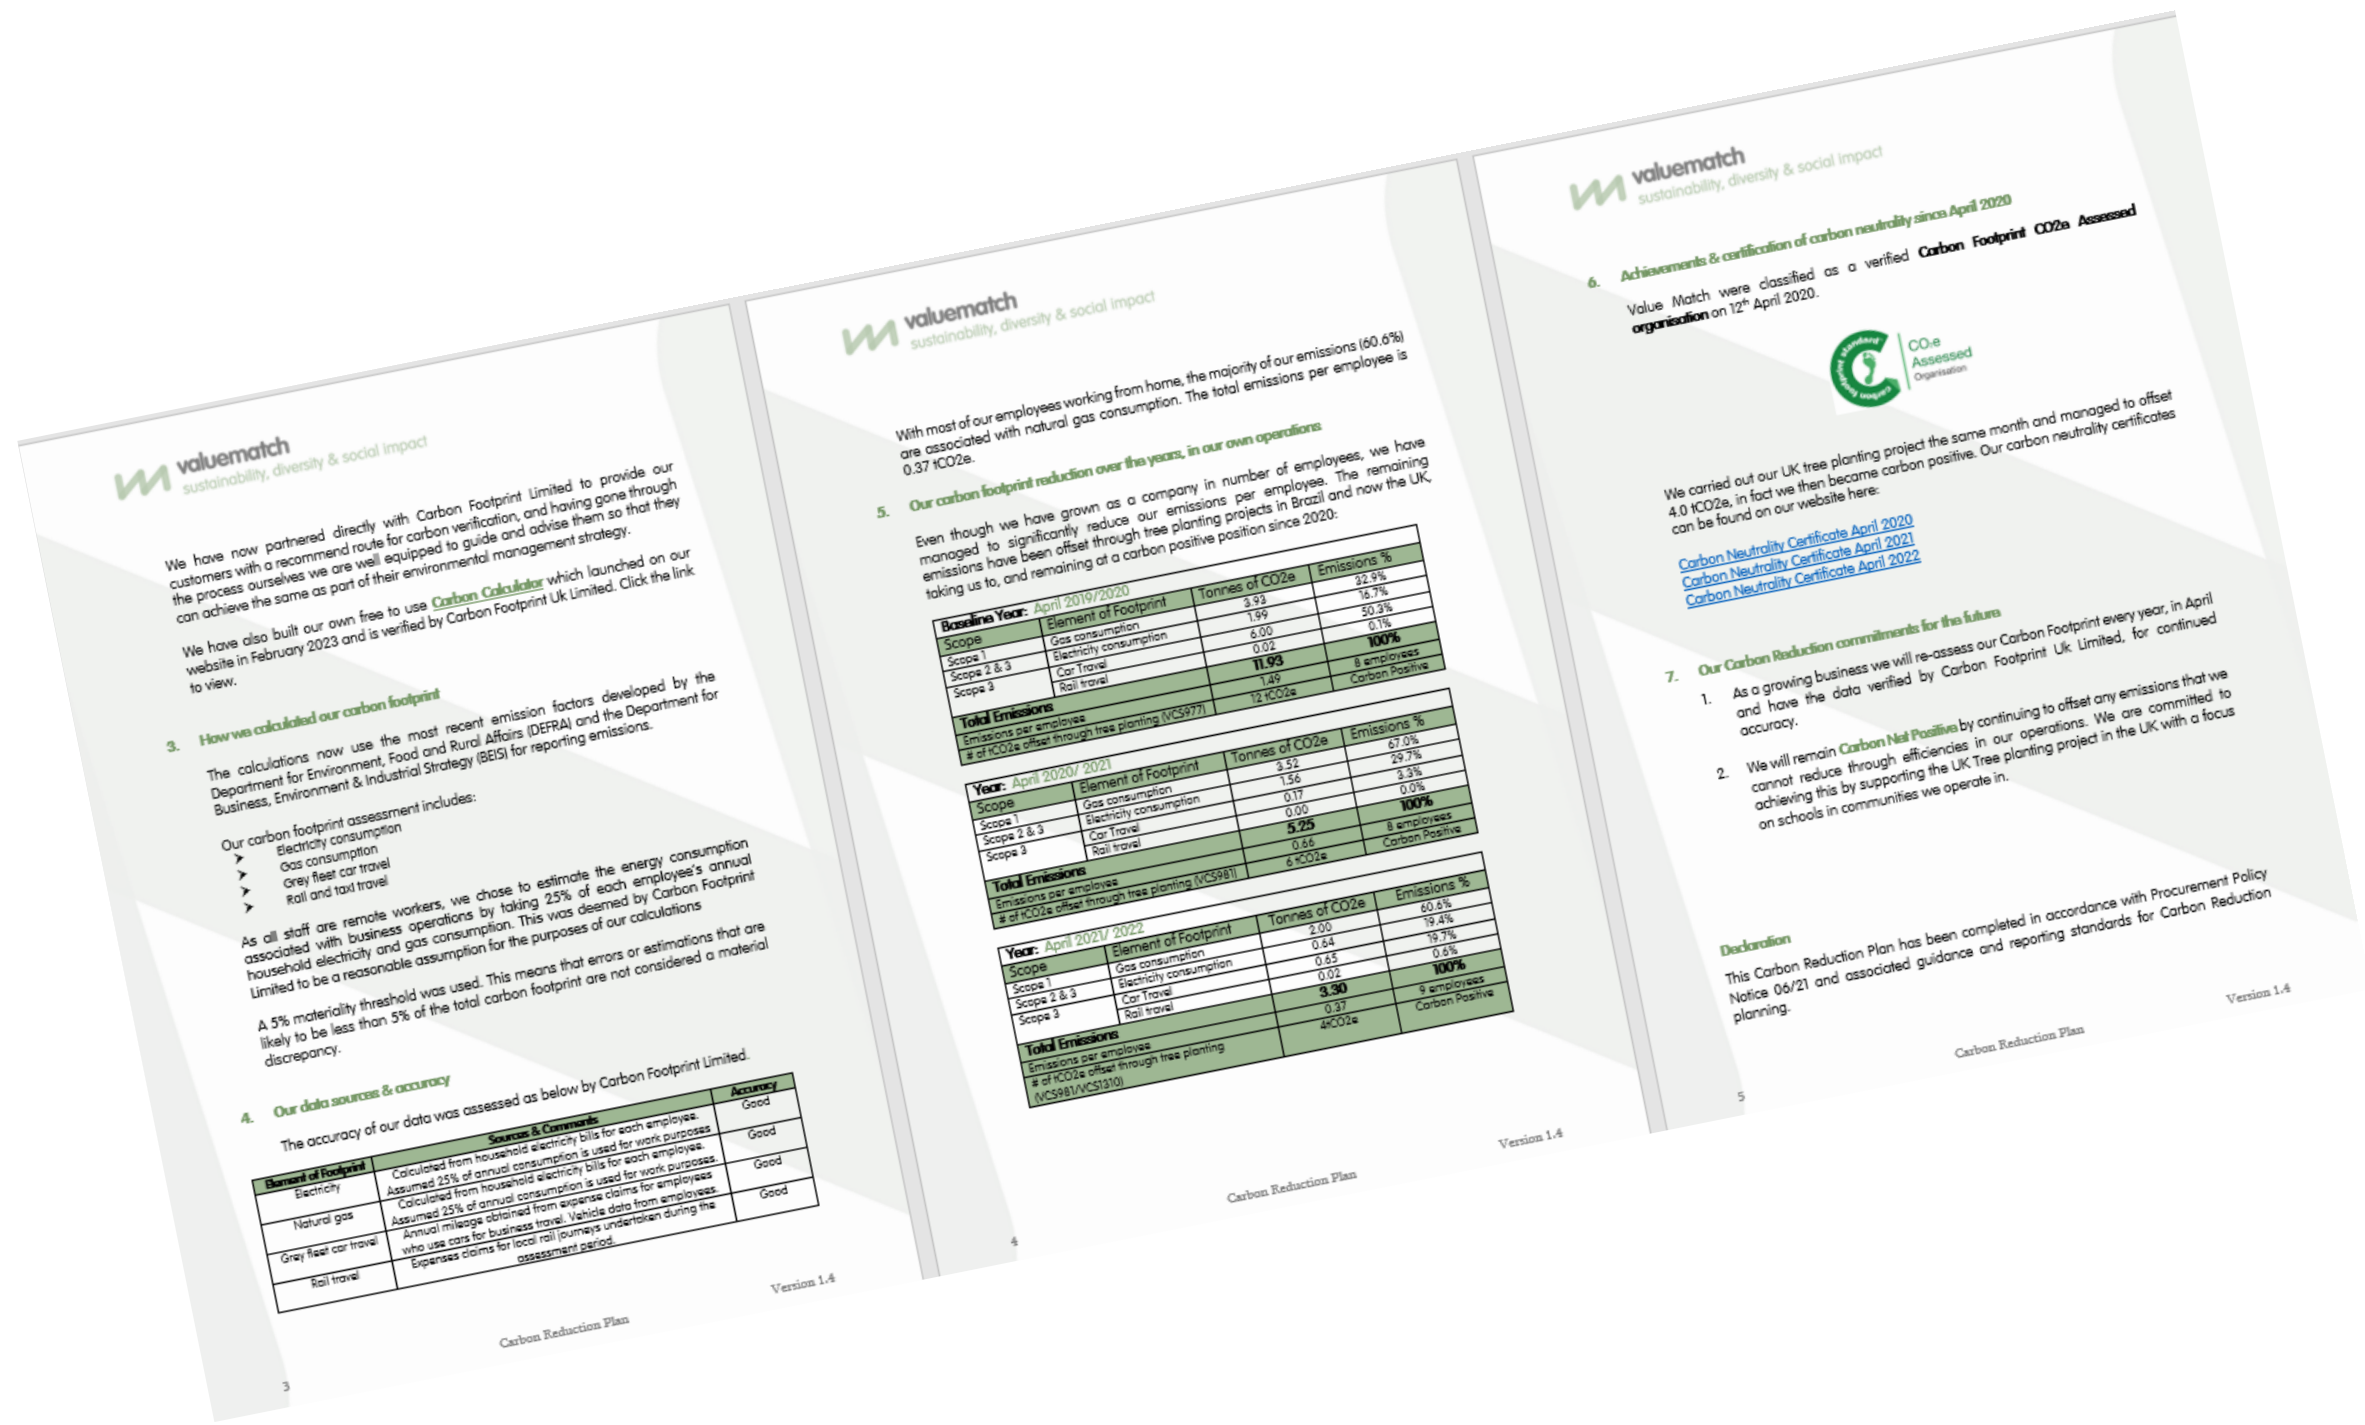 valuematch
sustainability, diversity & social impact
We have now partnered directly with Carbon Footprint Limited to provide our
customers with a recommend route for carbon verification, and having gone through
the process ourselves we are well equipped to guide and advise them so that they
can achieve the same as part of their environmental management strategy.
We have also built our own free to use Carbon Calculator which launched on our
website in February 2023 and is verified by Carbon Footprint Uk Limited. Click the link
to view.
3. How we calculated our carbon footprint
The calculations now use the most recent emission factors developed by the
Department for Environment, Food and Rural Affairs (DEFRA) and the Department for
Business, Environment & Industrial Strategy (BEIS) for reporting emissions.
Our carbon footprint assessment includes:
➤ Electricity consumption
➤ Gas consumption
➤ Grey fleet car travel
➤ Rail and taxi travel
As all staff are remote workers, we chose to estimate the energy consumption
associated with business operations by taking 25% of each employee's annual
household electricity and gas consumption. This was deemed by Carbon Footprint
Limited to be a reasonable assumption for the purposes of our calculations
A 5% materiality threshold was used. This means that errors or estimations that are
likely to be less than 5% of the total carbon footprint are not considered a material
discrepancy.
4. Our data sources & accuracy
The accuracy of our data was assessed as below by Carbon Footprint Limited.
Element of Footprint Sources & Comments Accuracy
Electricity Calculated from household electricity bills for each employee. Good
Assumed 25% of annual consumption is used for work purposes
Natural gas Calculated from household electricity bills for each employee. Good
Assumed 25% of annual consumption is used for work purposes.
Grey fleet car travel Annual mileage obtained from expense claims for employees Good
who use cars for business travel. Vehicle data from employees.
Rail travel Expenses claims for local rail journeys undertaken during the Good
assessment period.
Version 1.4
Carbon Reduction Plan
3
valuematch
sustainability, diversity & social impact
With most of our employees working from home, the majority of our emissions (60.6%)
are associated with natural gas consumption. The total emissions per employee is
0.37 tCO2e.
5. Our carbon footprint reduction over the years, in our own operations
Even though we have grown as a company in number of employees, we have
managed to significantly reduce our emissions per employee. The remaining
emissions have been offset through tree planting projects in Brazil and now the UK,
taking us to, and remaining at a carbon positive position since 2020:
Baseline Year: April 2019/2020
Scope Element of Footprint Tonnes of CO2e Emissions %
Scope 1 Gas consumption 3.93 32.9%
Scope 2 & 3 Electricity consumption 1.99 16.7%
Scope 3 Car Travel 6.00 50.3%
Rail travel 0.02 0.1%
Total Emissions 11.93 100%
Emissions per employee 1.49 8 employees
# of tCO2e offset through tree planting (VCS977) 12 tCO2e Carbon Positive
Year: April 2020/ 2021
Scope Element of Footprint Tonnes of CO2e Emissions %
Scope 1 Gas consumption 3.52 67.0%
Scope 2 & 3 Electricity consumption 1.56 29.7%
Scope 3 Car Travel 0.17 3.3%
Rail travel 0.00 0.0%
Total Emissions 5.25 100%
Emissions per employee 0.66 8 employees
# of tCO2e offset through tree planting (VCS981) 6 tCO2e Carbon Positive
Year: April 2021/ 2022
Scope Element of Footprint Tonnes of CO2e Emissions %
Scope 1 Gas consumption 2.00 60.6%
Scope 2 & 3 Electricity consumption 0.64 19.4%
Scope 3 Car Travel 0.65 19.7%
Rail travel 0.02 0.6%
Total Emissions 3.30 100%
Emissions per employee 0.37 9 employees
# of tCO2e offset through tree planting 4tCO2e Carbon Positive
(VCS981/VCS1310)
Version 1.4
Carbon Reduction Plan
4
valuematch
sustainability, diversity & social impact
6. Achievements & certification of carbon neutrality since April 2020
Value Match were classified as a verified Carbon Footprint CO2e Assessed
organisation on 12th April 2020.
carbon footprint standard
CO2e
Assessed
Organisation
We carried out our UK tree planting project the same month and managed to offset
4.0 tCO2e, in fact we then became carbon positive. Our carbon neutrality certificates
can be found on our website here:
Carbon Neutrality Certificate April 2020
Carbon Neutrality Certificate April 2021
Carbon Neutrality Certificate April 2022
7. Our Carbon Reduction commitments for the future
1. As a growing business we will re-assess our Carbon Footprint every year, in April
and have the data verified by Carbon Footprint Uk Limited, for continued
accuracy.
2. We will remain Carbon Net Positive by continuing to offset any emissions that we
cannot reduce through efficiencies in our operations. We are committed to
achieving this by supporting the UK Tree planting project in the UK with a focus
on schools in communities we operate in.
Declaration
This Carbon Reduction Plan has been completed in accordance with Procurement Policy
Notice 06/21 and associated guidance and reporting standards for Carbon Reduction
planning.
Version 1.4
Carbon Reduction Plan
5